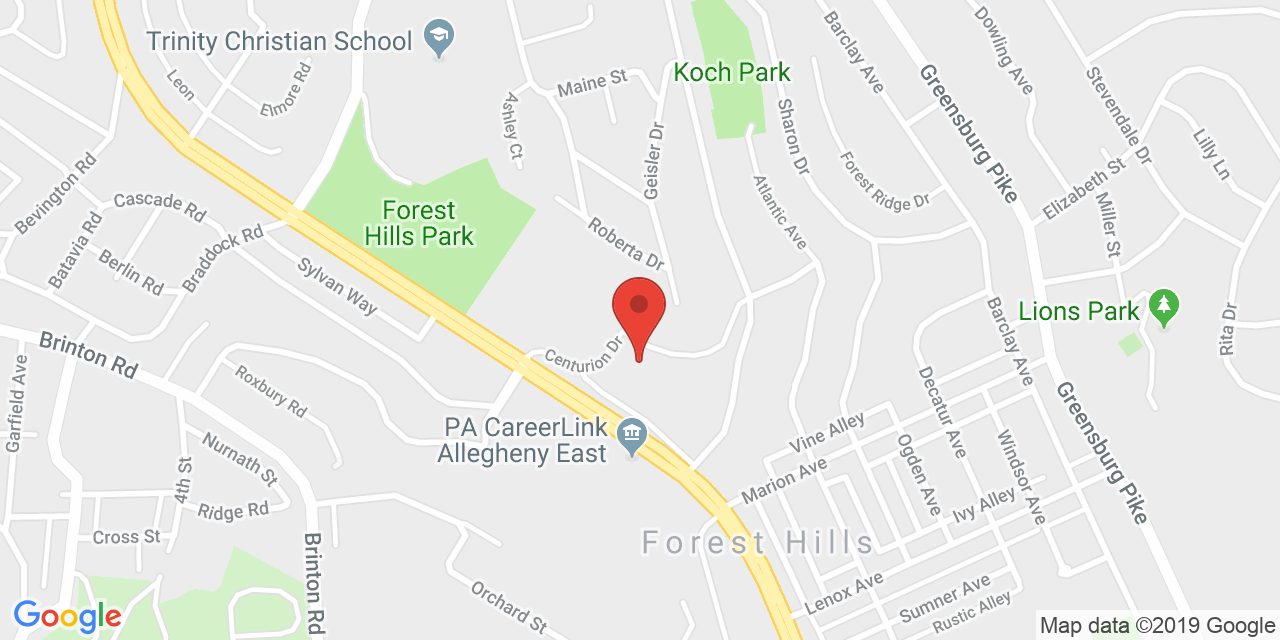 Trinity Christian School
Leon
Elmore Rd
Maine St
Ashley Ct
Geisler Dr
Koch Park
Sharon Dr
Barclay Ave
Greensburg Pike
Dowling Ave
Stevendale Dr
Lilly Ln
Elizabeth St
Miller St
Forest Ridge Dr
Atlantic Ave
Bevington Rd
Cascade Rd
Batavia Rd
Berlin Rd
Braddock Rd
Sylvan Way
Forest
Hills Park
Roberta Dr
Centurion Dr
Lions Park
Rita Dr
Barclay Ave
Decatur Ave
Greensburg Pike
Brinton Rd
Garfield Ave
Roxbury Rd
Nurnath St
4th St
Ridge Rd
Cross St
Brinton Rd
Orchard St
PA CareerLink
Allegheny East
Vine Alley
Marion Ave
Ogden Ave
Windsor Ave
Ivy Alley
Forest Hills
Lenox Ave
Sumner Ave
Rustic Alley
Google
Map data ©2019 Google